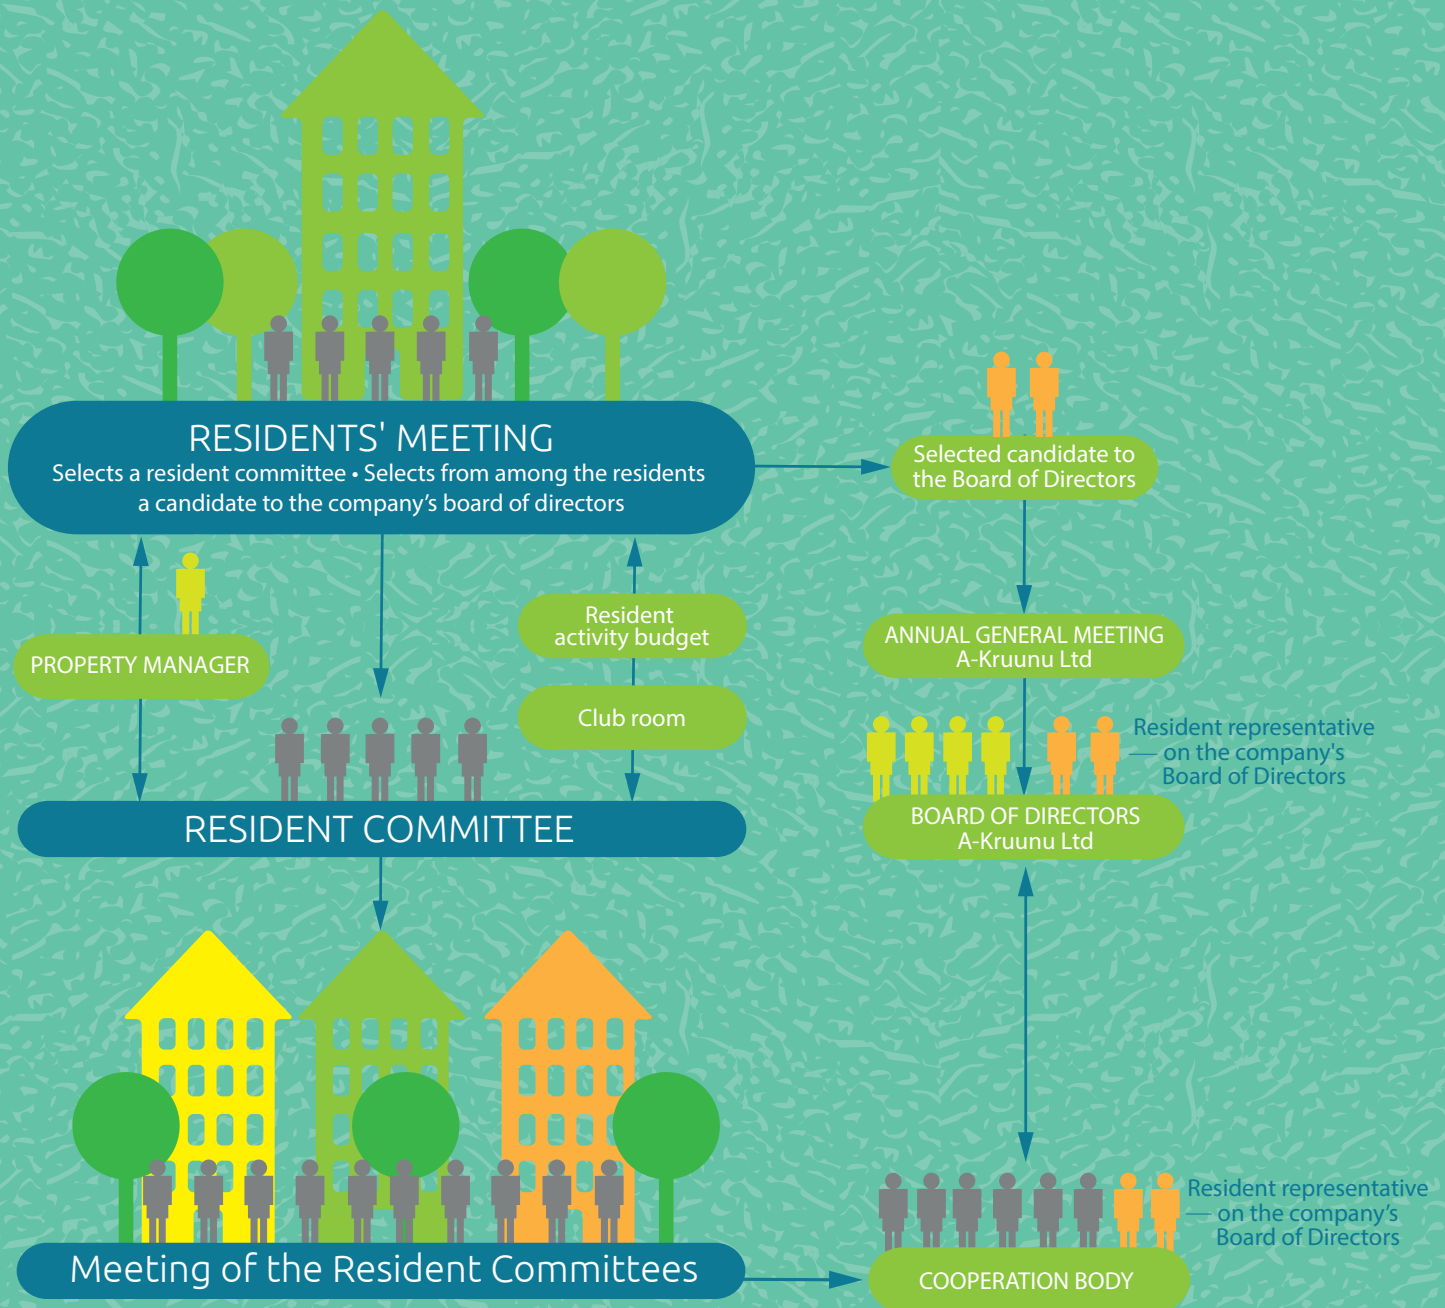 RESIDENTS' MEETING
Selects a resident committee • Selects from among the residents
a candidate to the company’s board of directors
Selected candidate to
the Board of Directors
PROPERTY MANAGER
Resident
activity budget
Club room
ANNUAL GENERAL MEETING
A-Kruunu Ltd
Resident representative
on the company's
Board of Directors
BOARD OF DIRECTORS
A-Kruunu Ltd
RESIDENT COMMITTEE
Resident representative
on the company’s
Board of Directors
Meeting of the Resident Committees
COOPERATION BODY